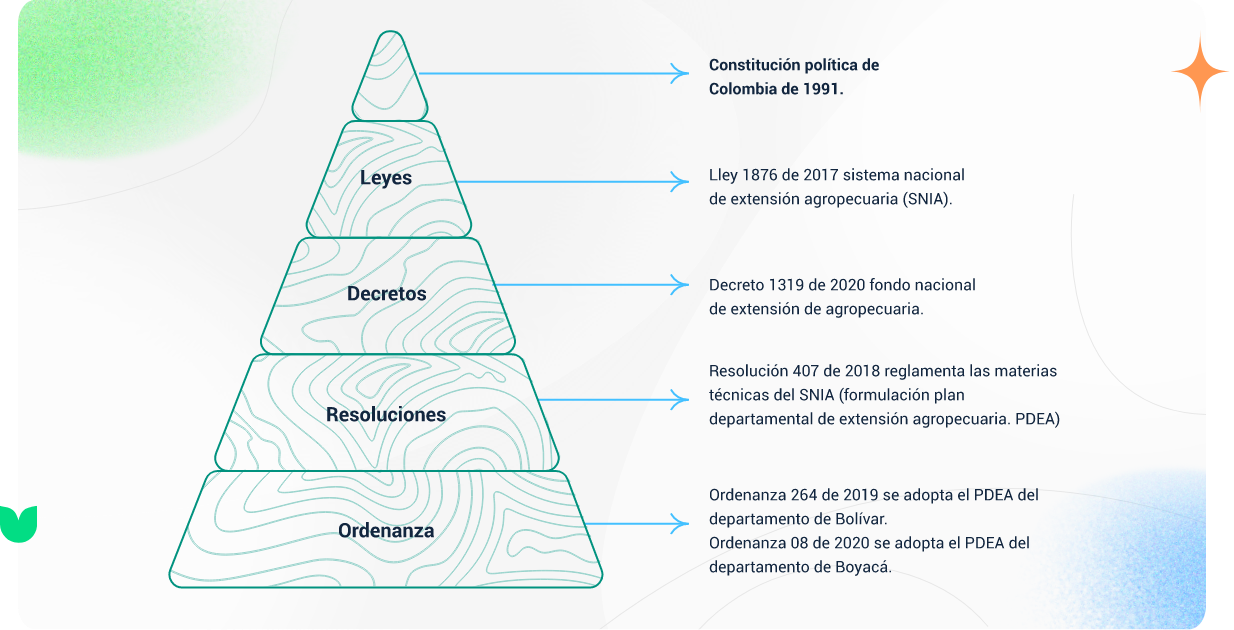 Constitución política de
Colombia de 1991.
Leyes
Lley 1876 de 2017 sistema nacional
de extensión agropecuaria (SNIA).
Decretos
Decreto 1319 de 2020 fondo nacional
de extensión de agropecuaria.
Resoluciones
Resolución 407 de 2018 reglamenta las materias
técnicas del SNIA (formulación plan
departamental de extensión agropecuaria. PDEA)
Ordenanza
Ordenanza 264 de 2019 se adopta el PDEA del
departamento de Bolívar.
Ordenanza 08 de 2020 se adopta el PDEA del
departamento de Boyacá.